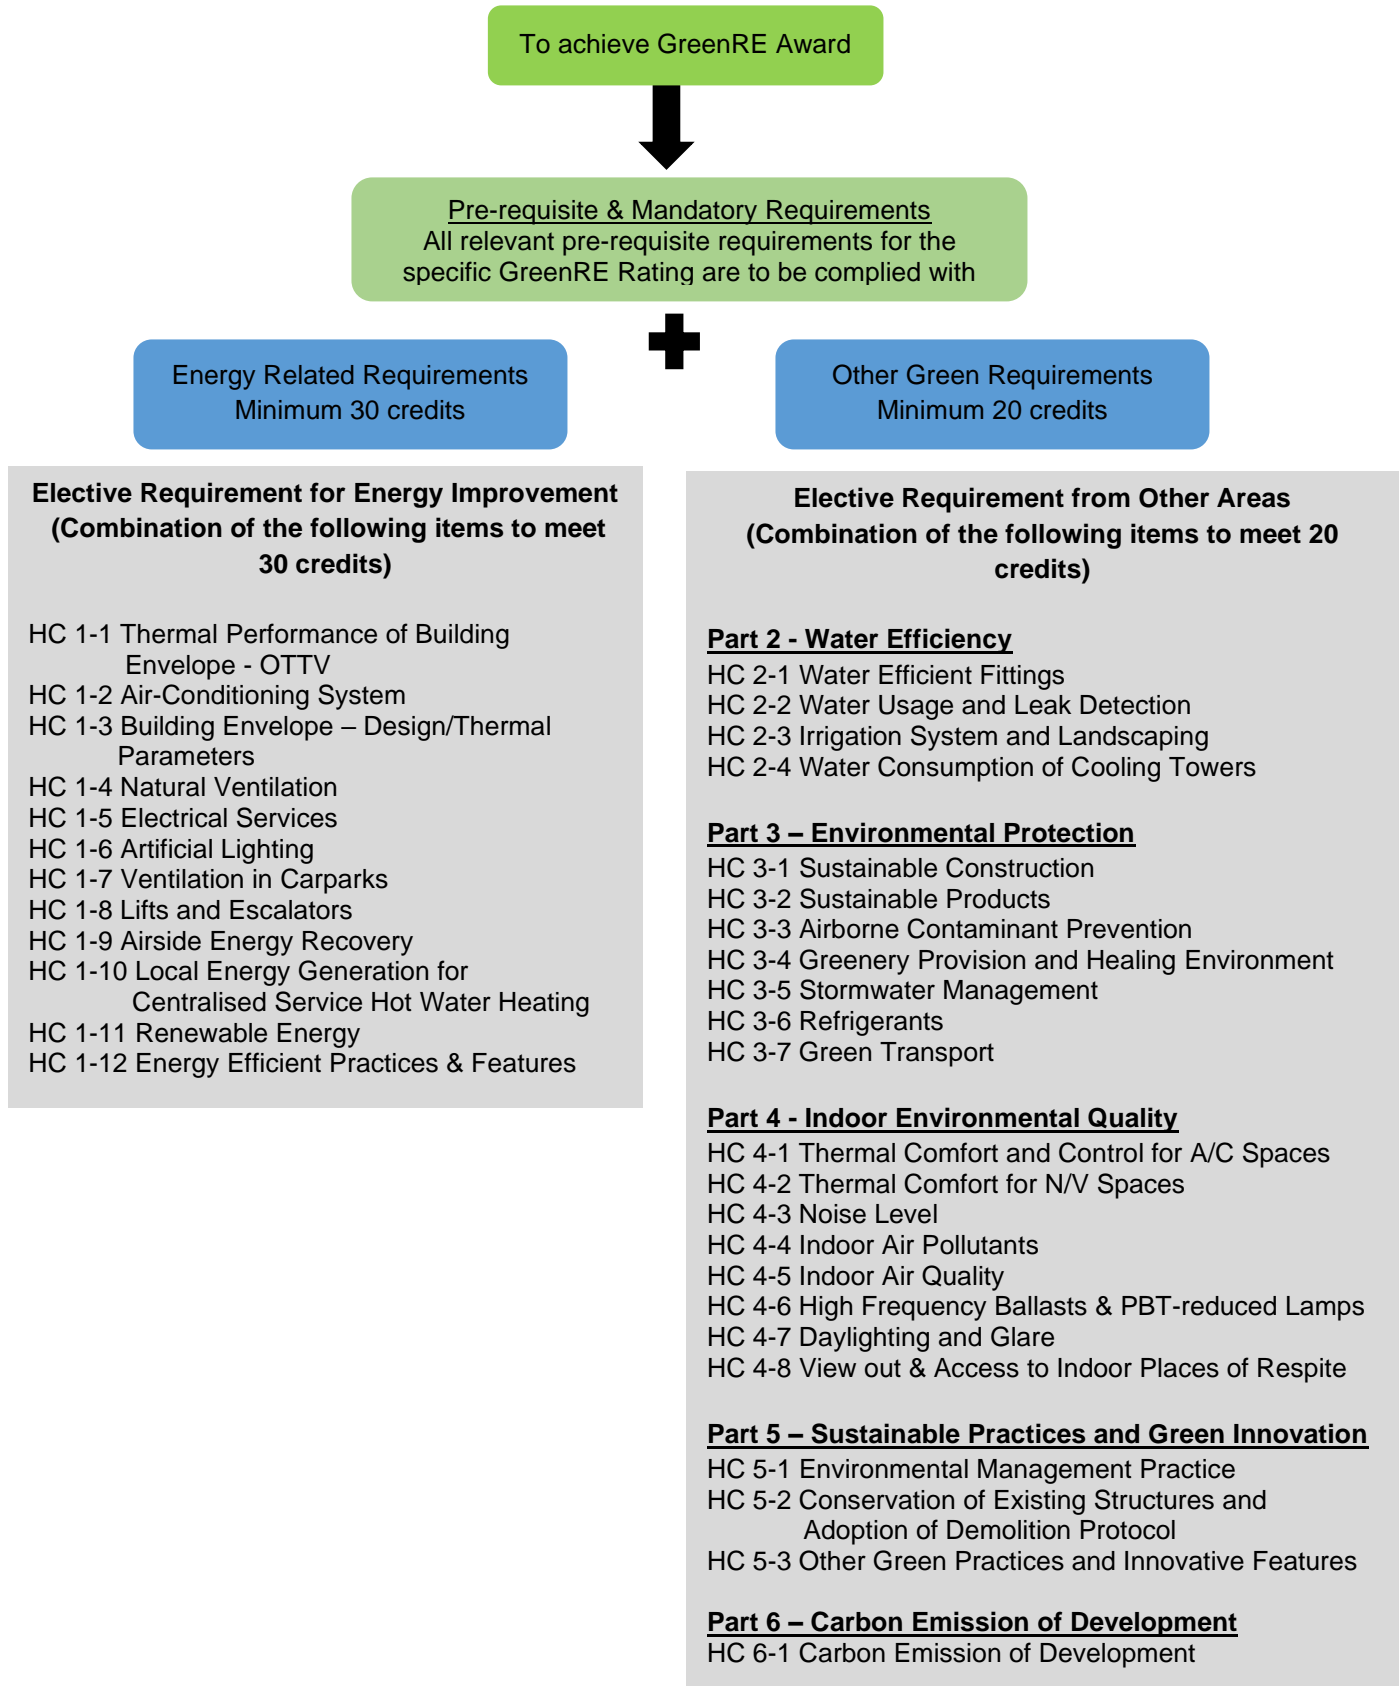 To achieve GreenRE Award
Pre-requisite & Mandatory Requirements
All relevant pre-requisite requirements for the
specific GreenRE Rating are to be complied with
Energy Related Requirements
Minimum 30 credits
Other Green Requirements
Minimum 20 credits
Elective Requirement for Energy Improvement
(Combination of the following items to meet
30 credits)
HC 1-1 Thermal Performance of Building
Envelope - OTTV
HC 1-2 Air-Conditioning System
HC 1-3 Building Envelope – Design/Thermal
Parameters
HC 1-4 Natural Ventilation
HC 1-5 Electrical Services
HC 1-6 Artificial Lighting
HC 1-7 Ventilation in Carparks
HC 1-8 Lifts and Escalators
HC 1-9 Airside Energy Recovery
HC 1-10 Local Energy Generation for
Centralised Service Hot Water Heating
HC 1-11 Renewable Energy
HC 1-12 Energy Efficient Practices & Features
Elective Requirement from Other Areas
(Combination of the following items to meet 20
credits)
Part 2 - Water Efficiency
HC 2-1 Water Efficient Fittings
HC 2-2 Water Usage and Leak Detection
HC 2-3 Irrigation System and Landscaping
HC 2-4 Water Consumption of Cooling Towers
Part 3 – Environmental Protection
HC 3-1 Sustainable Construction
HC 3-2 Sustainable Products
HC 3-3 Airborne Contaminant Prevention
HC 3-4 Greenery Provision and Healing Environment
HC 3-5 Stormwater Management
HC 3-6 Refrigerants
HC 3-7 Green Transport
Part 4 - Indoor Environmental Quality
HC 4-1 Thermal Comfort and Control for A/C Spaces
HC 4-2 Thermal Comfort for N/V Spaces
HC 4-3 Noise Level
HC 4-4 Indoor Air Pollutants
HC 4-5 Indoor Air Quality
HC 4-6 High Frequency Ballasts & PBT-reduced Lamps
HC 4-7 Daylighting and Glare
HC 4-8 View out & Access to Indoor Places of Respite
Part 5 – Sustainable Practices and Green Innovation
HC 5-1 Environmental Management Practice
HC 5-2 Conservation of Existing Structures and
Adoption of Demolition Protocol
HC 5-3 Other Green Practices and Innovative Features
Part 6 – Carbon Emission of Development
HC 6-1 Carbon Emission of Development